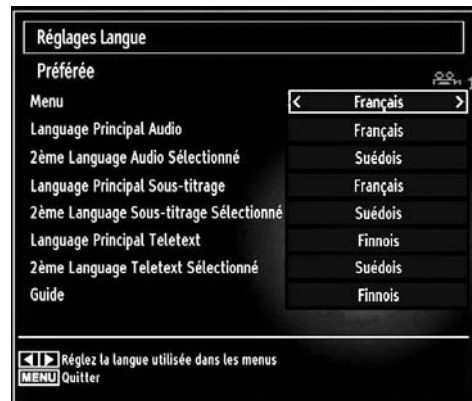 Réglages Langue
Préférée
Menu Français
Language Principal Audio Français
2ème Language Audio Sélectionné Suédois
Language Principal Sous-titrage Français
2ème Language Sous-titrage Sélectionné Suédois
Language Principal Teletext Finnois
2ème Language Teletext Sélectionné Suédois
Guide Finnois
Réglez la langue utilisée dans les menus
MENU Quitter